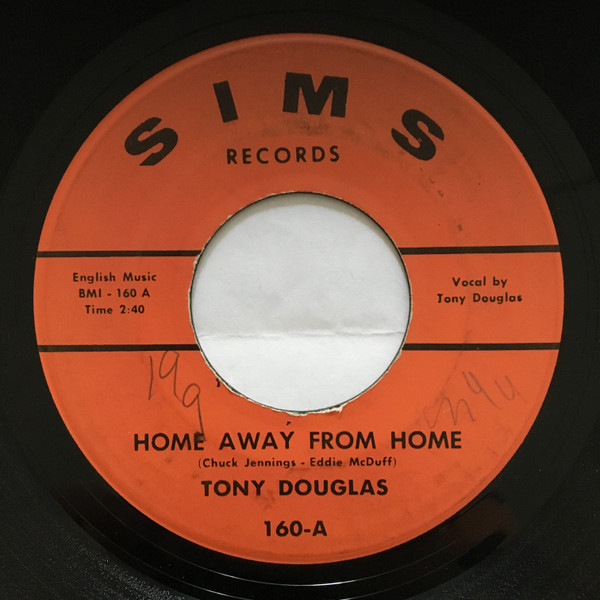 SIMS
RECORDS
English Music
BMI - 160 A
Time 2:40
Vocal by
Tony Douglas
199
HOME AWAY FROM HOME
(Chuck Jennings - Eddie McDuff)
TONY DOUGLAS
160-A